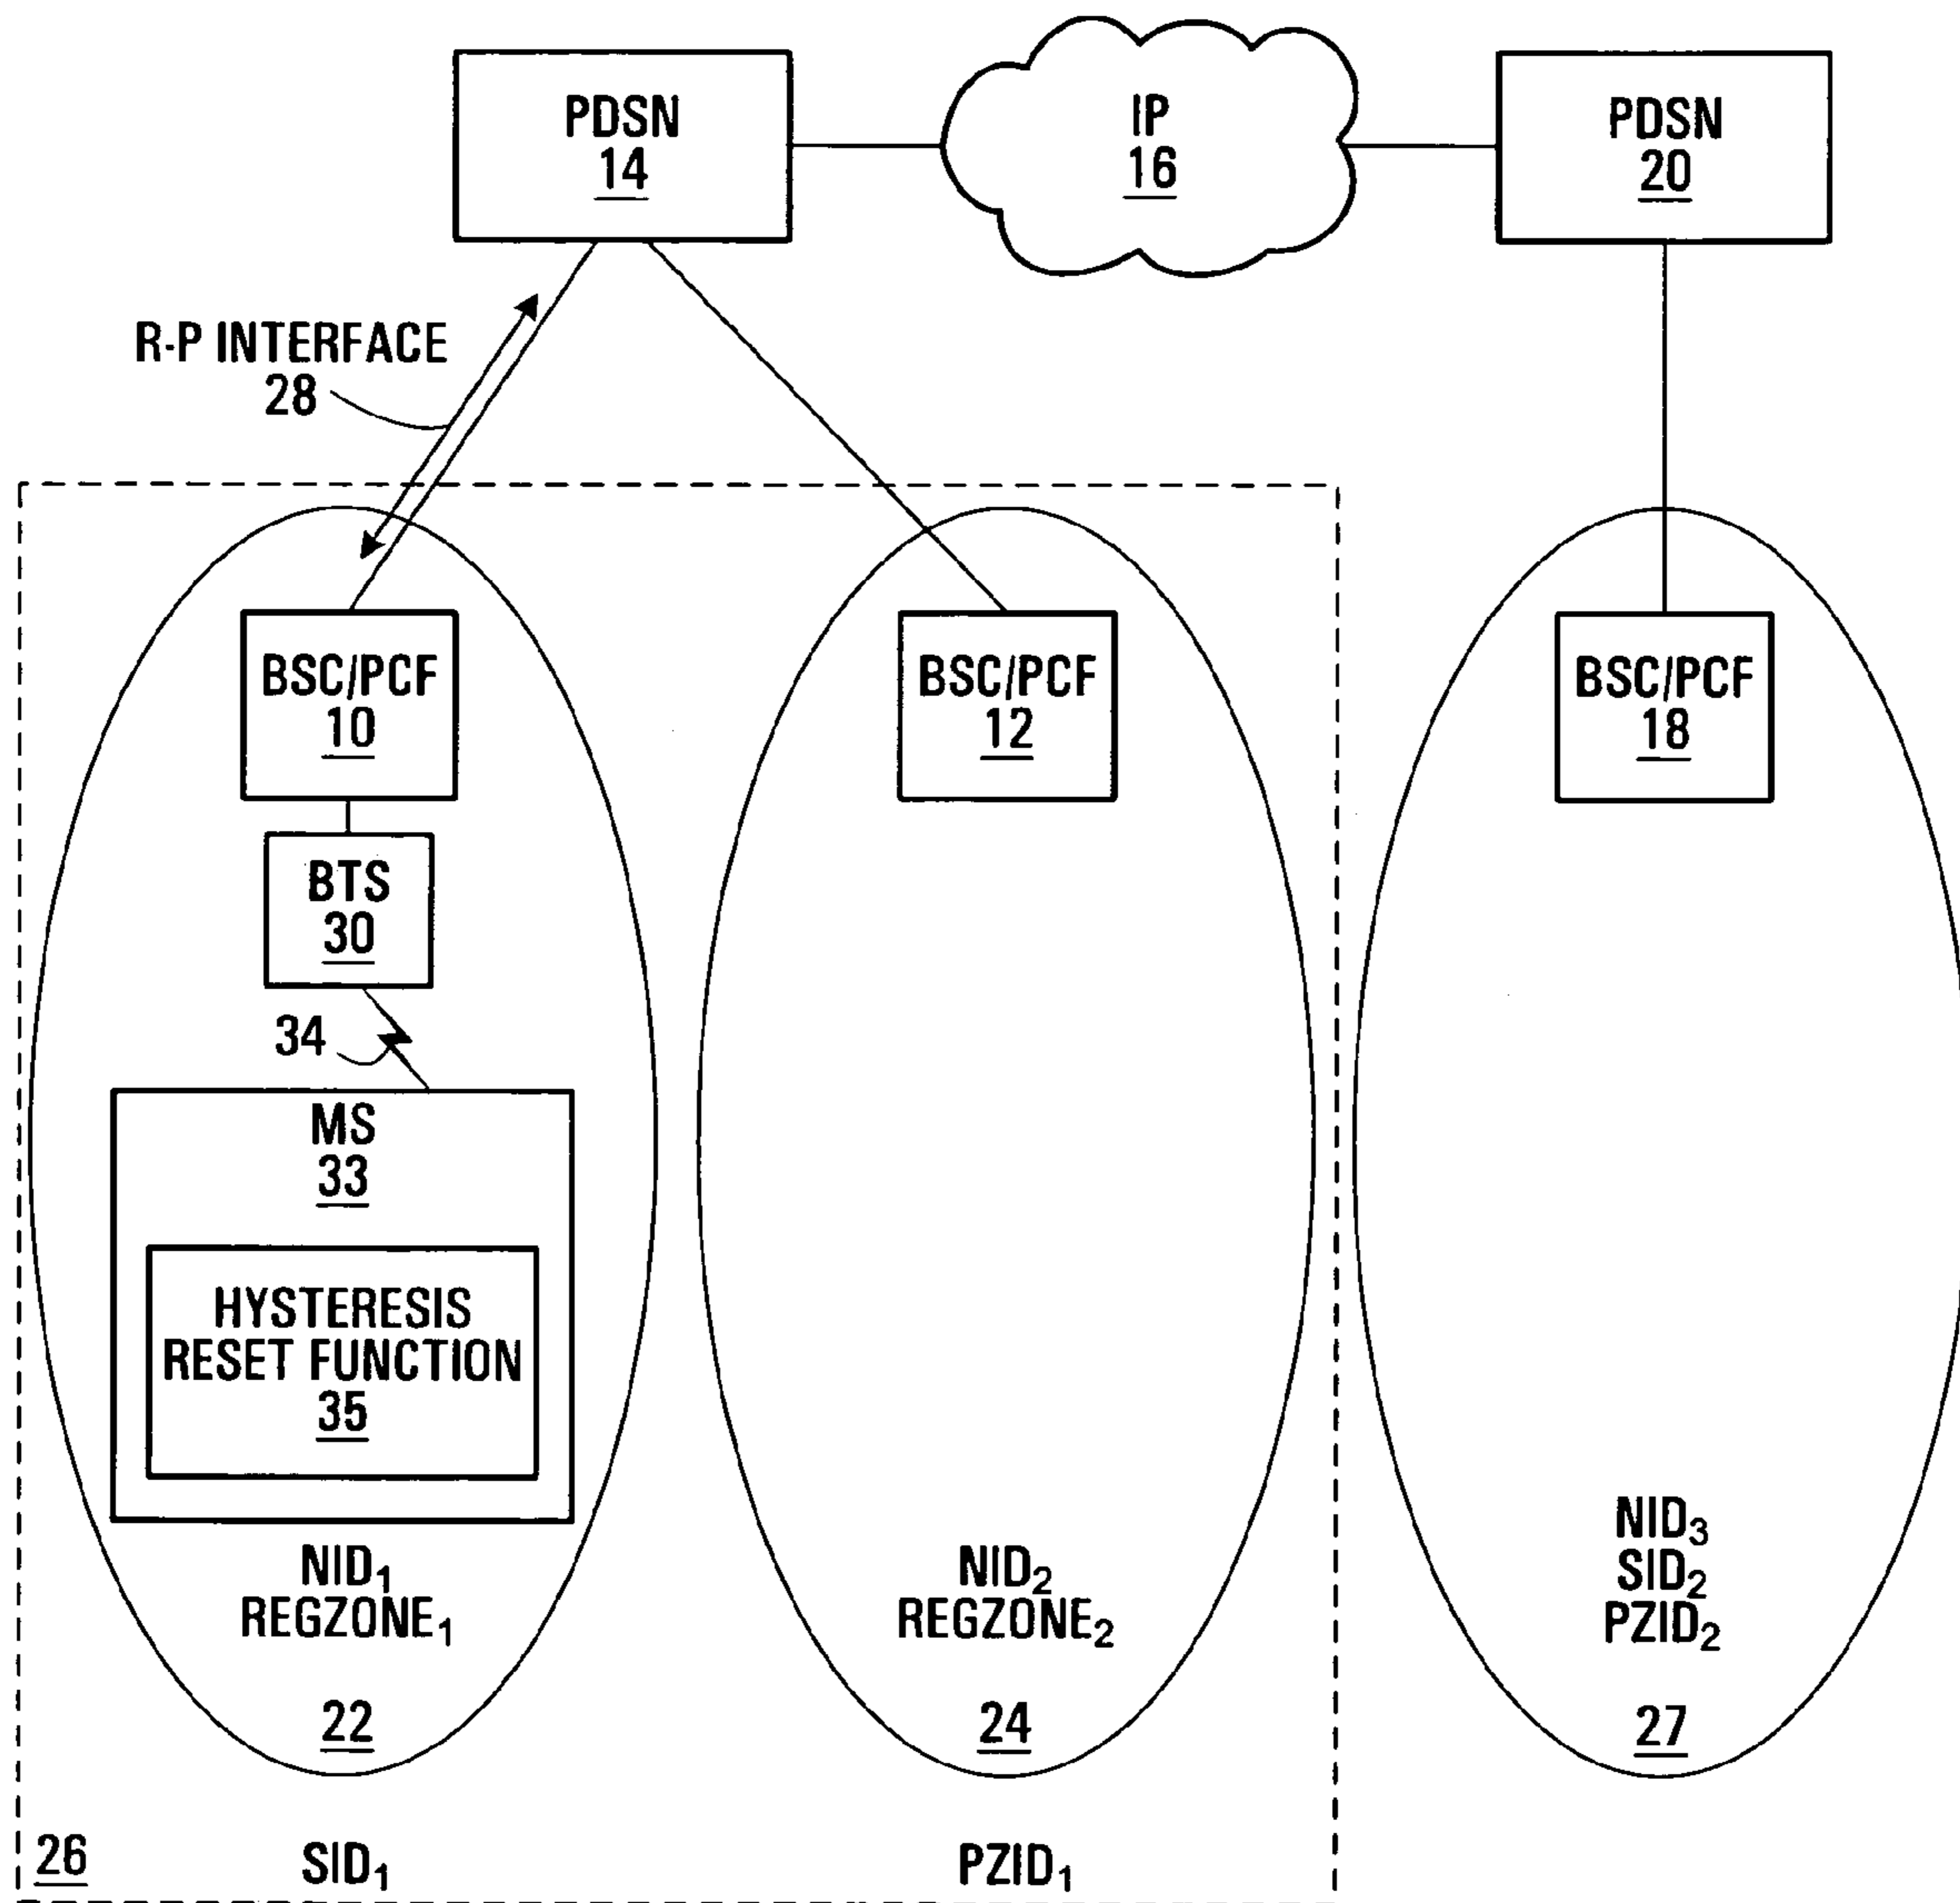 PDSN
14
IP
16
PDSN
20
R-P INTERFACE
28
BSC/PCF
10
BSC/PCF
12
BSC/PCF
18
BTS
30
34
MS
33
HYSTERESIS
RESET FUNCTION
35
NID1
REGZONE1
22
NID2
REGZONE2
24
NID3
SID2
PZID2
27
26
SID1
PZID1